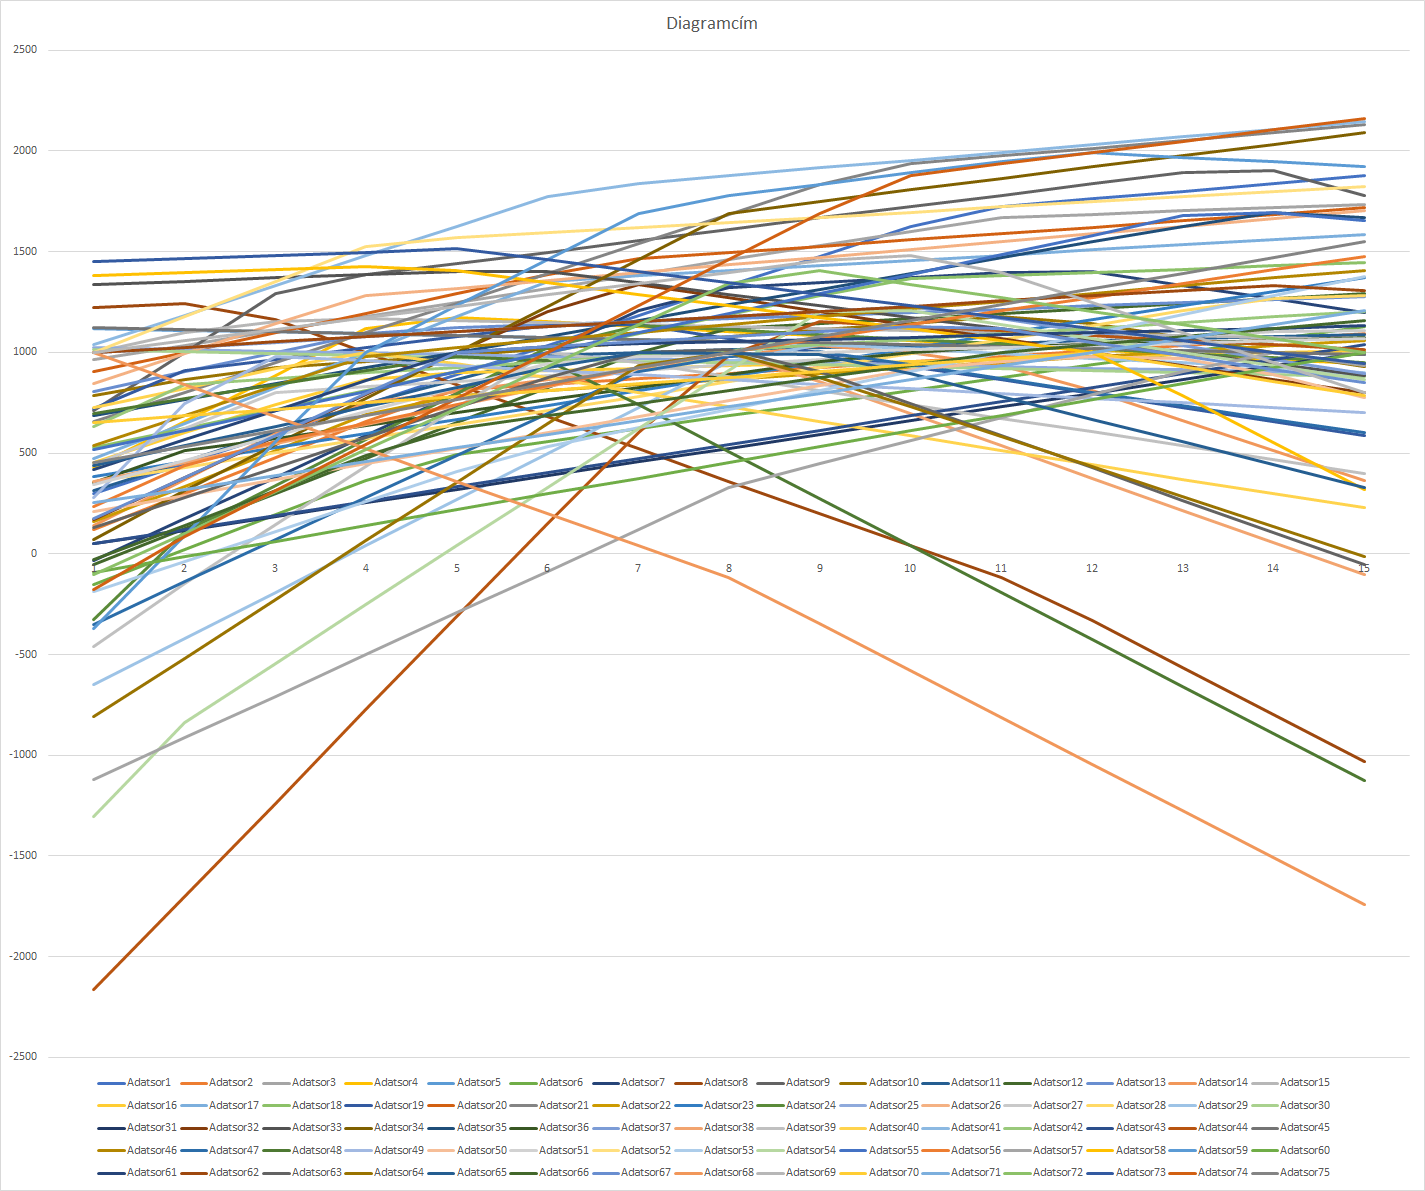 Diagramcím
2500
2000
1500
1000
500
0
1 2 3 4 5 6 7 8 9 10 11 12 13 14 15
-500
-1000
-1500
-2000
-2500
Adatsor1 Adatsor2 Adatsor3 Adatsor4 Adatsor5 Adatsor6 Adatsor7 Adatsor8 Adatsor9 Adatsor10 Adatsor11 Adatsor12 Adatsor13 Adatsor14 Adatsor15
Adatsor16 Adatsor17 Adatsor18 Adatsor19 Adatsor20 Adatsor21 Adatsor22 Adatsor23 Adatsor24 Adatsor25 Adatsor26 Adatsor27 Adatsor28 Adatsor29 Adatsor30
Adatsor31 Adatsor32 Adatsor33 Adatsor34 Adatsor35 Adatsor36 Adatsor37 Adatsor38 Adatsor39 Adatsor40 Adatsor41 Adatsor42 Adatsor43 Adatsor44 Adatsor45
Adatsor46 Adatsor47 Adatsor48 Adatsor49 Adatsor50 Adatsor51 Adatsor52 Adatsor53 Adatsor54 Adatsor55 Adatsor56 Adatsor57 Adatsor58 Adatsor59 Adatsor60
Adatsor61 Adatsor62 Adatsor63 Adatsor64 Adatsor65 Adatsor66 Adatsor67 Adatsor68 Adatsor69 Adatsor70 Adatsor71 Adatsor72 Adatsor73 Adatsor74 Adatsor75